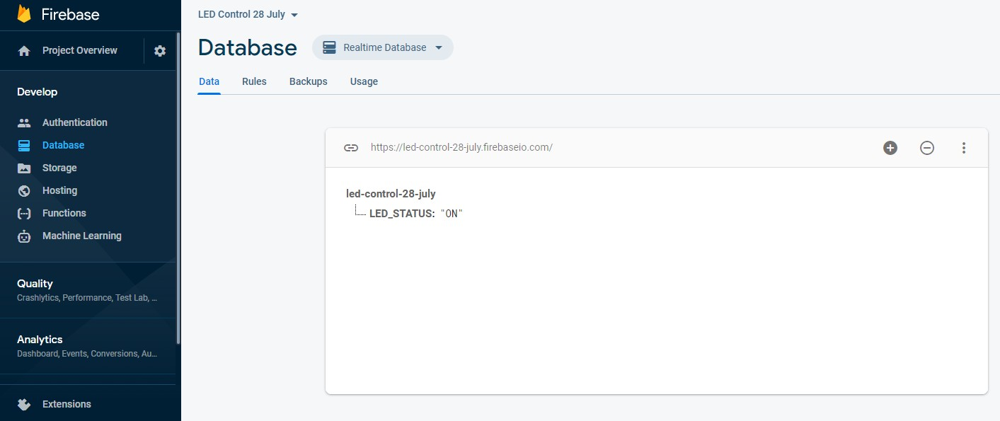 Firebase
Project Overview
Develop
Authentication
Database
Storage
Hosting
Functions
Machine Learning
Quality
Crashlytics, Performance, Test Lab, ...
Analytics
Dashboard, Events, Conversions, Au...
Extensions
LED Control 28 July
Database
Realtime Database
Data Rules Backups Usage
https://led-control-28-july.firebaseio.com/
led-control-28-july
LED_STATUS: "ON"